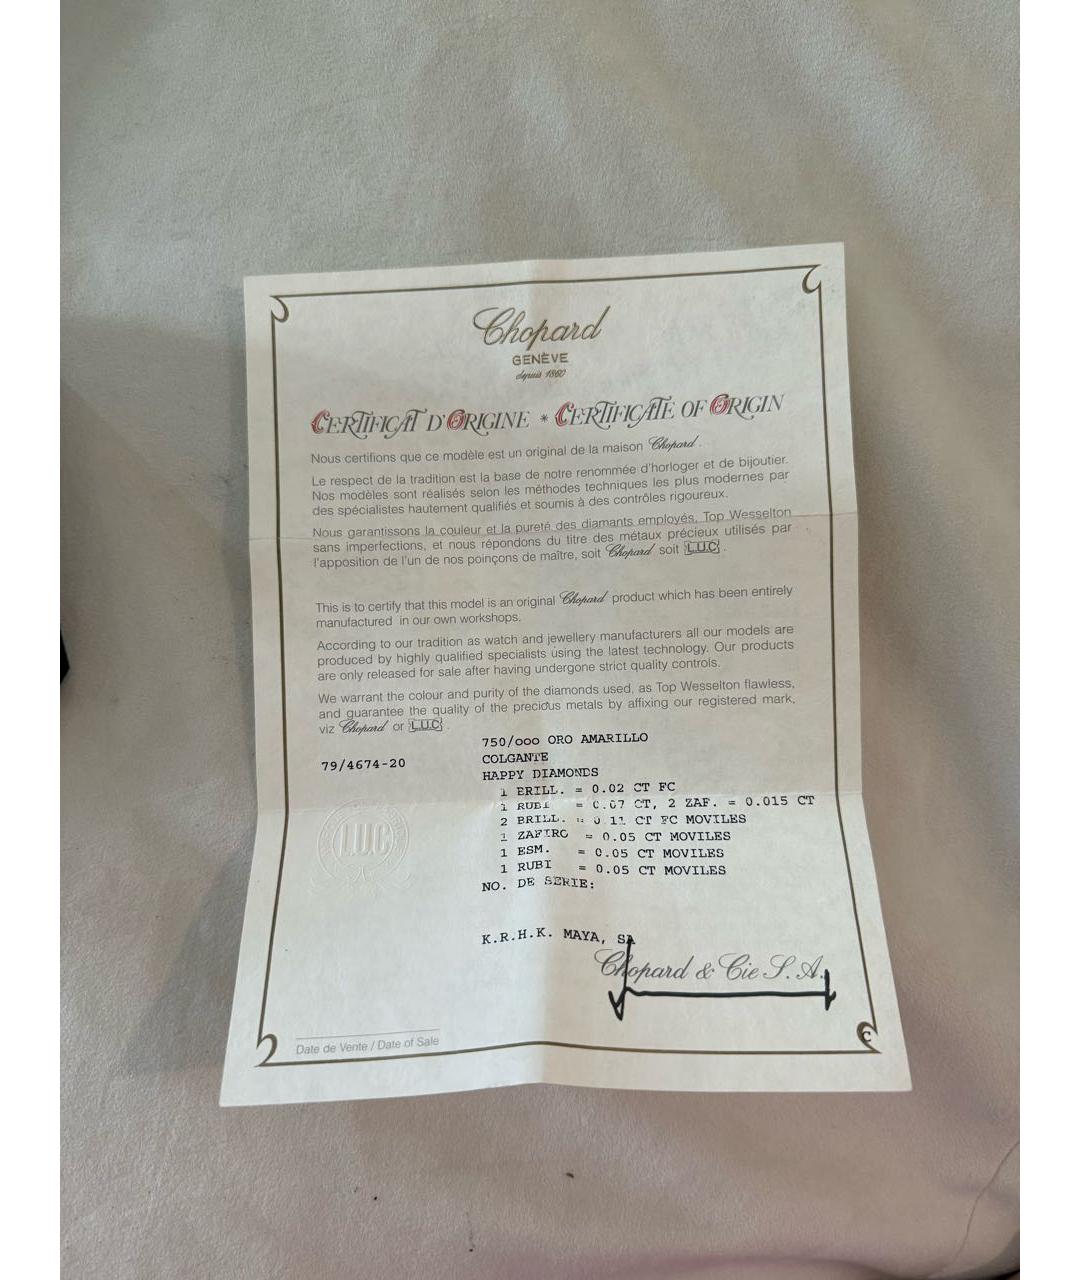 Chopard
GENÈVE
depuis 1860
CERTIFICAT D'ORIGINE * CERTIFICATE OF ORIGIN
Nous certifions que ce modèle est un original de la maison Chopard.
Le respect de la tradition est la base de notre renommée d'horloger et de bijoutier.
Nos modèles sont réalisés selon les méthodes techniques les plus modernes par
des spécialistes hautement qualifiés et soumis à des contrôles rigoureux.
Nous garantissons la couleur et la pureté des diamants employés, Top Wesselton
sans imperfections, et nous répondons du titre des métaux précieux utilisés par
l'apposition de l'un de nos poinçons de maître, soit Chopard soit L.U.C.
This is to certify that this model is an original Chopard product which has been entirely
manufactured in our own workshops.
According to our tradition as watch and jewellery manufacturers all our models are
produced by highly qualified specialists using the latest technology. Our products
are only released for sale after having undergone strict quality controls.
We warrant the colour and purity of the diamonds used, as Top Wesselton flawless,
and guarantee the quality of the precious metals by affixing our registered mark,
viz Chopard or L.U.C.
750/ooo ORO AMARILLO
79/4674-20 COLGANTE
HAPPY DIAMONDS
1 BRILL. = 0.02 CT FC
1 RUBI = 0.07 CT, 2 ZAF. = 0.015 CT
2 BRILL. = 0.11 CT FC MOVILES
1 ZAFIRO = 0.05 CT MOVILES
1 ESM. = 0.05 CT MOVILES
1 RUBI = 0.05 CT MOVILES
NO. DE SERIE:
L.U.C
K.R.H.K. MAYA, SA
Chopard & Cie S.A.
Date de Vente / Date of Sale
C